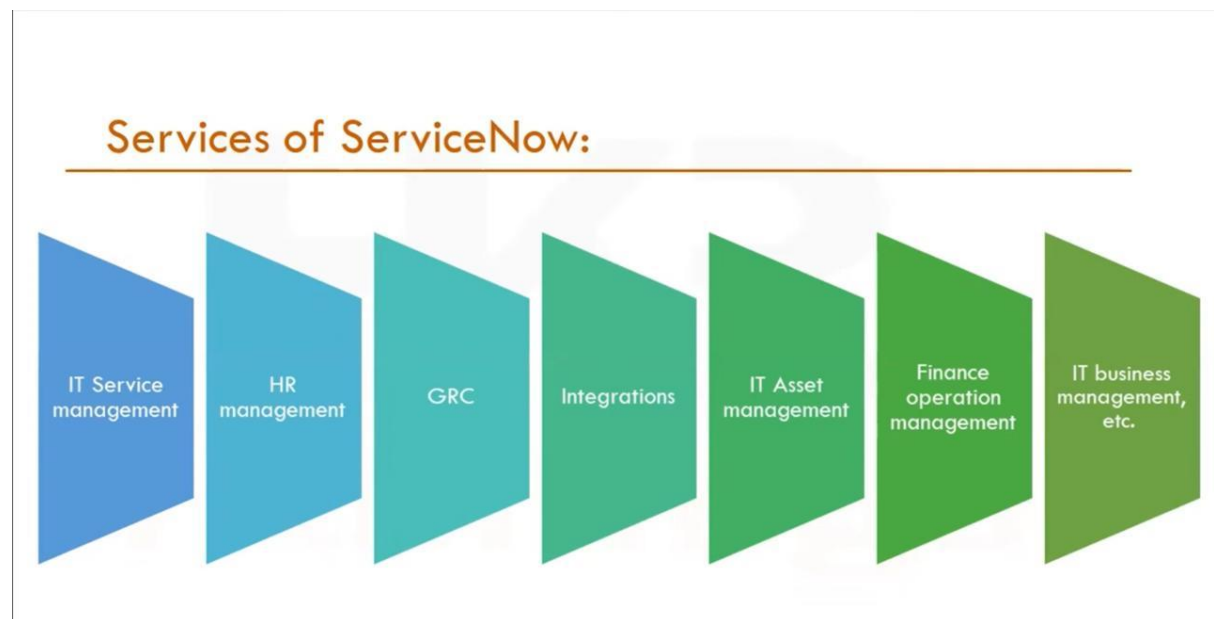 Services of ServiceNow:
IT Service
management
HR
management
GRC
Integrations
IT Asset
management
Finance
operation
management
IT business
management,
etc.